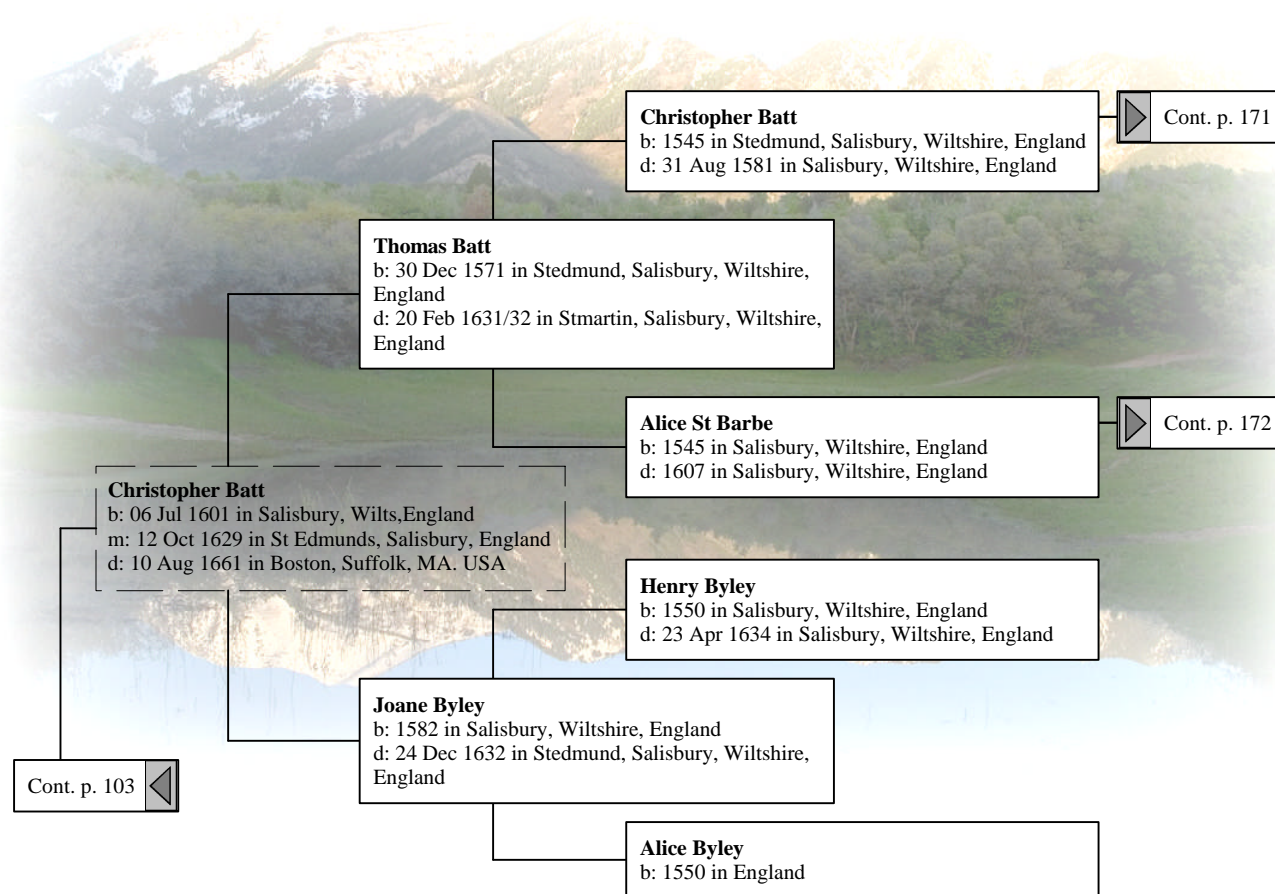 Christopher Batt
b: 1545 in Stedmund, Salisbury, Wiltshire, England
d: 31 Aug 1581 in Salisbury, Wiltshire, England
Cont. p. 171
Thomas Batt
b: 30 Dec 1571 in Stedmund, Salisbury, Wiltshire,
England
d: 20 Feb 1631/32 in Stmartin, Salisbury, Wiltshire,
England
Alice St Barbe
b: 1545 in Salisbury, Wiltshire, England
d: 1607 in Salisbury, Wiltshire, England
Cont. p. 172
Christopher Batt
b: 06 Jul 1601 in Salisbury, Wilts,England
m: 12 Oct 1629 in St Edmunds, Salisbury, England
d: 10 Aug 1661 in Boston, Suffolk, MA. USA
Henry Byley
b: 1550 in Salisbury, Wiltshire, England
d: 23 Apr 1634 in Salisbury, Wiltshire, England
Joane Byley
b: 1582 in Salisbury, Wiltshire, England
d: 24 Dec 1632 in Stedmund, Salisbury, Wiltshire,
England
Cont. p. 103
Alice Byley
b: 1550 in England